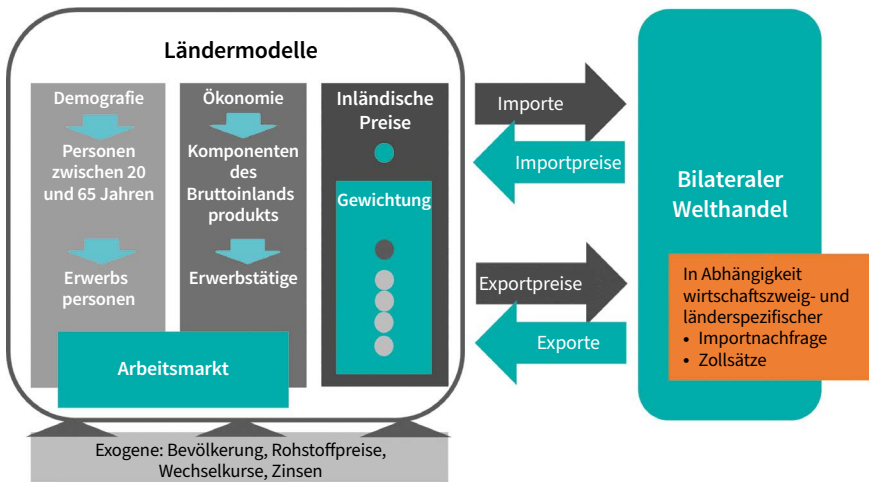 Ländermodelle
Demografie
Personen
zwischen 20
und 65 Jahren
Erwerbs
personen
Ökonomie
Komponenten
des
Bruttoinlands
produkts
Erwerbstätige
Arbeitsmarkt
Inländische
Preise
Gewichtung
Importe
Importpreise
Exportpreise
Exporte
Bilateraler
Welthandel
In Abhängigkeit
wirtschaftszweig- und
länderspezifischer
• Importnachfrage
• Zollsätze
Exogene: Bevölkerung, Rohstoffpreise,
Wechselkurse, Zinsen